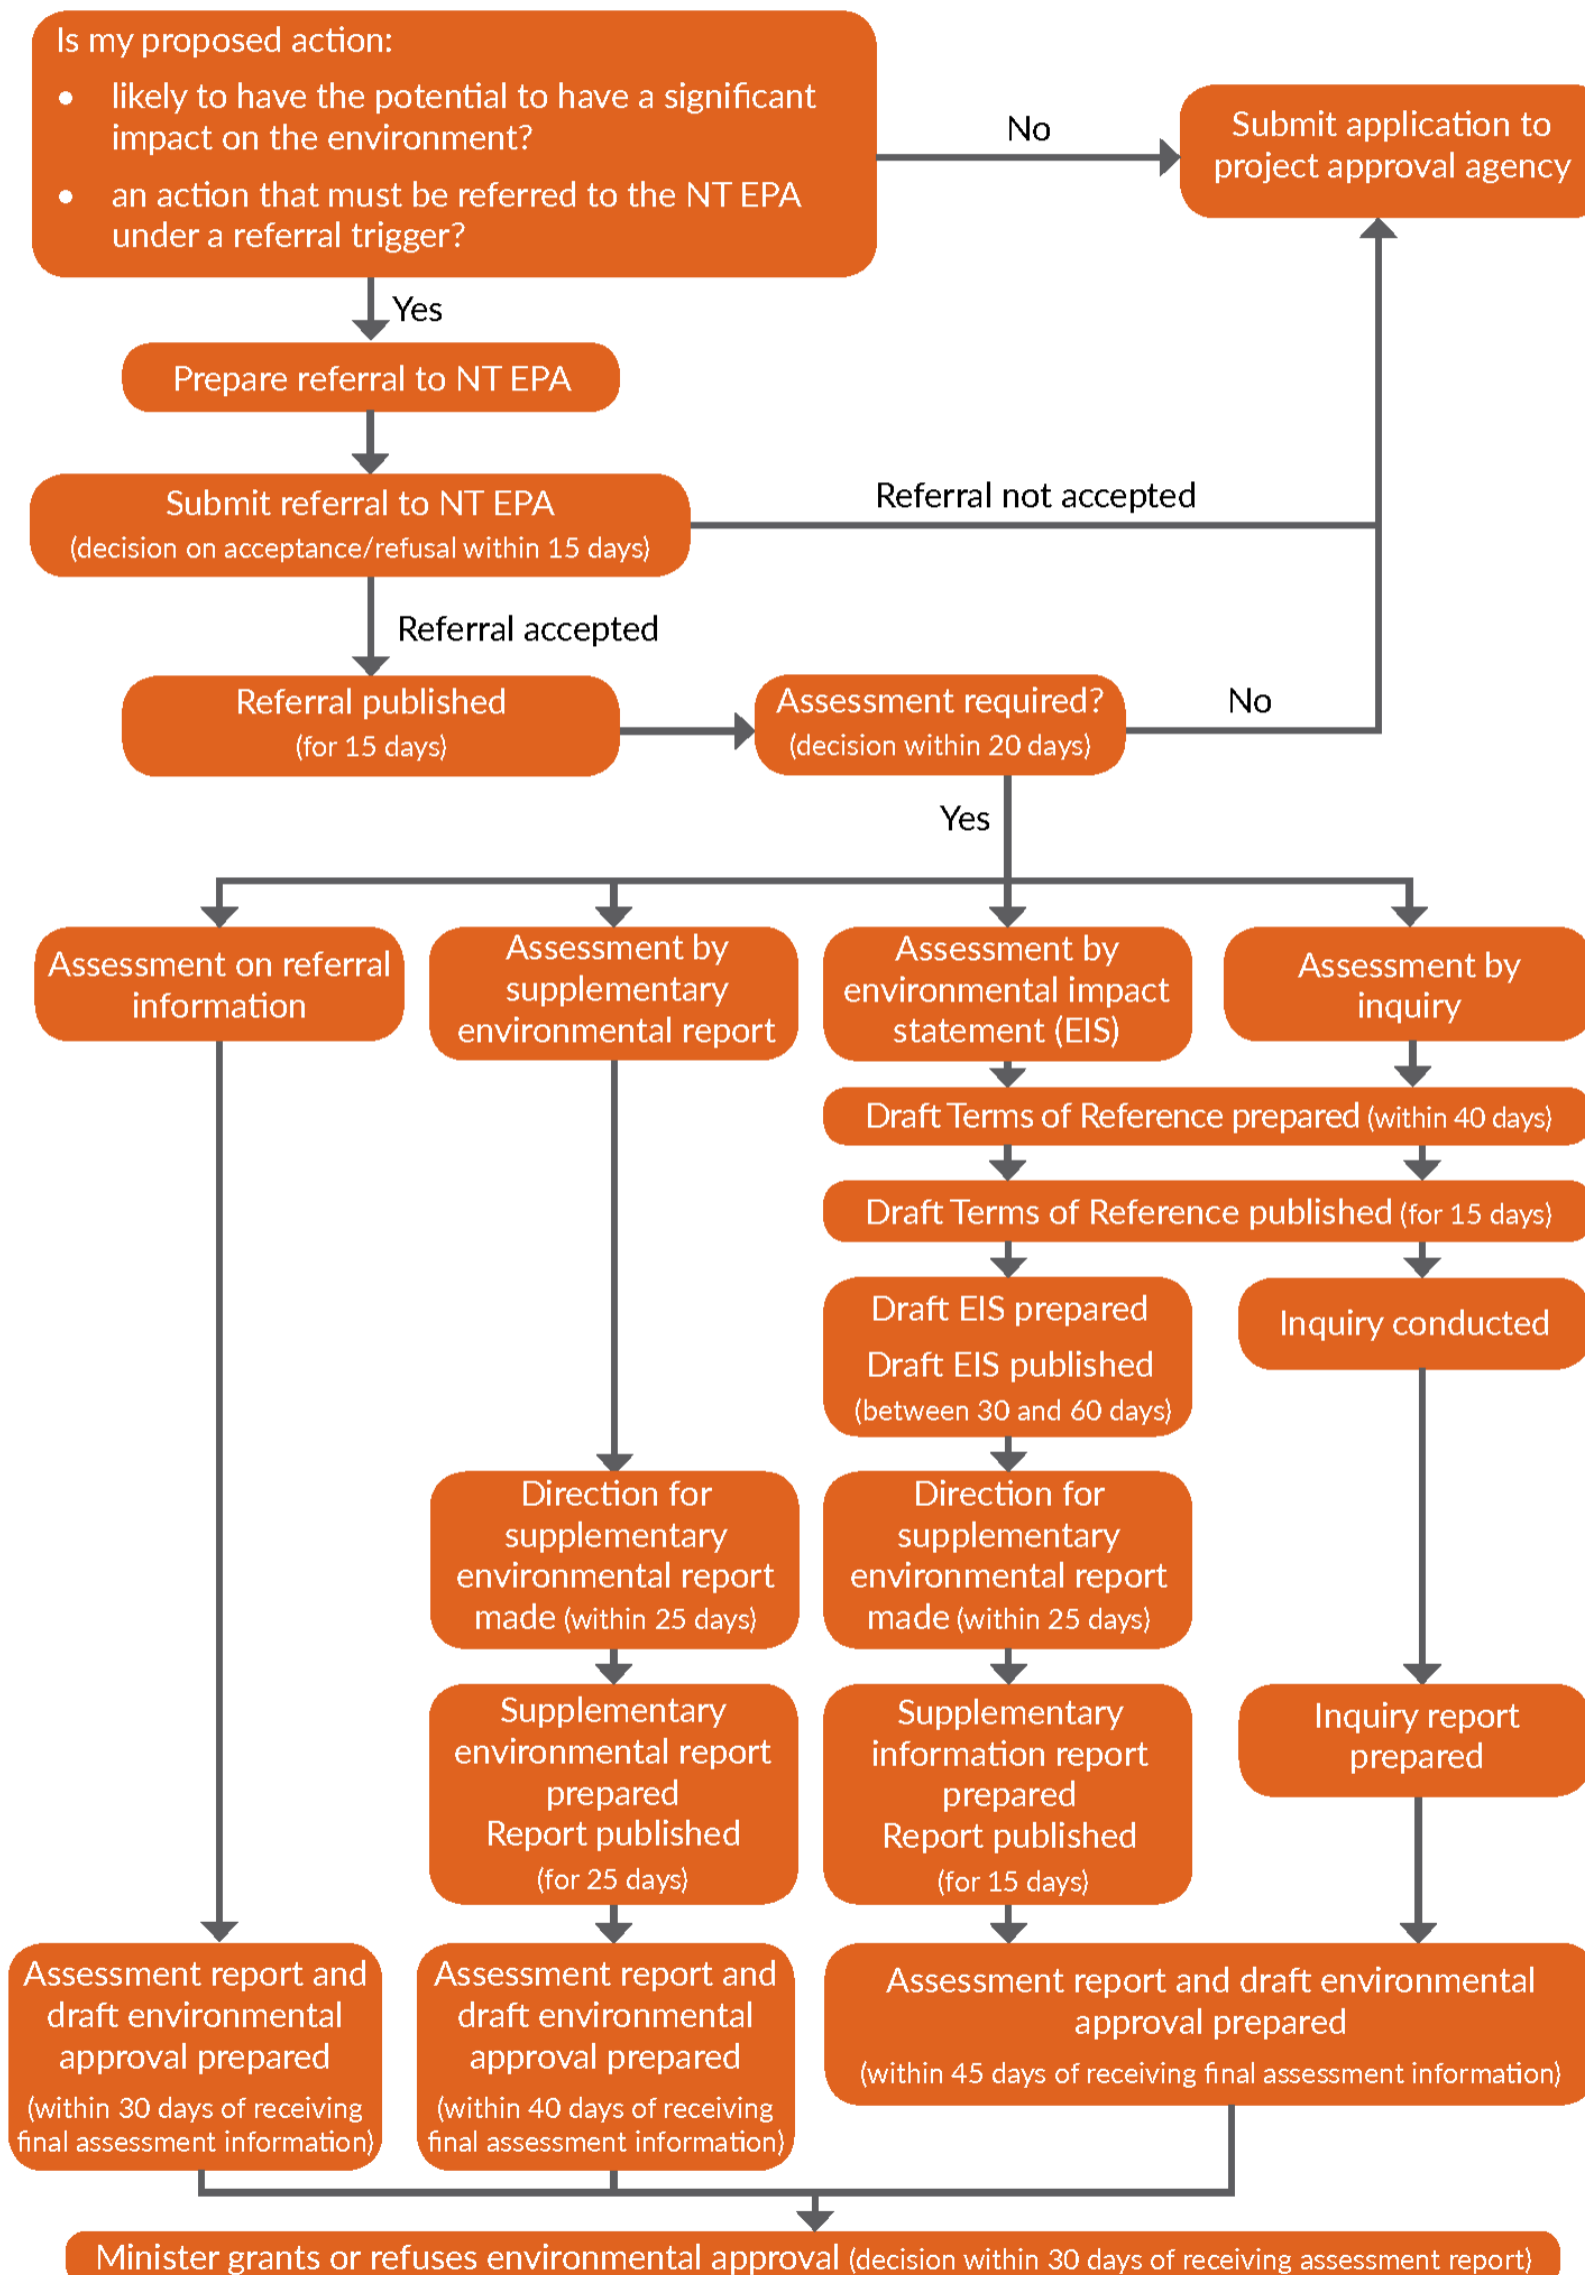 Is my proposed action:
• likely to have the potential to have a significant
impact on the environment?
• an action that must be referred to the NT EPA
under a referral trigger?
No
Submit application to
project approval agency
Yes
Prepare referral to NT EPA
Submit referral to NT EPA
(decision on acceptance/refusal within 15 days)
Referral not accepted
Referral accepted
Referral published
(for 15 days)
Assessment required?
(decision within 20 days)
No
Yes
Assessment on referral
information
Assessment by
supplementary
environmental report
Assessment by
environmental impact
statement (EIS)
Assessment by
inquiry
Draft Terms of Reference prepared (within 40 days)
Draft Terms of Reference published (for 15 days)
Draft EIS prepared
Draft EIS published
(between 30 and 60 days)
Inquiry conducted
Direction for
supplementary
environmental report
made (within 25 days)
Direction for
supplementary
environmental report
made (within 25 days)
Supplementary
environmental report
prepared
Report published
(for 25 days)
Supplementary
information report
prepared
Report published
(for 15 days)
Inquiry report
prepared
Assessment report and
draft environmental
approval prepared
(within 30 days of receiving
final assessment information)
Assessment report and
draft environmental
approval prepared
(within 40 days of receiving
final assessment information)
Assessment report and draft environmental
approval prepared
(within 45 days of receiving final assessment information)
Minister grants or refuses environmental approval (decision within 30 days of receiving assessment report)